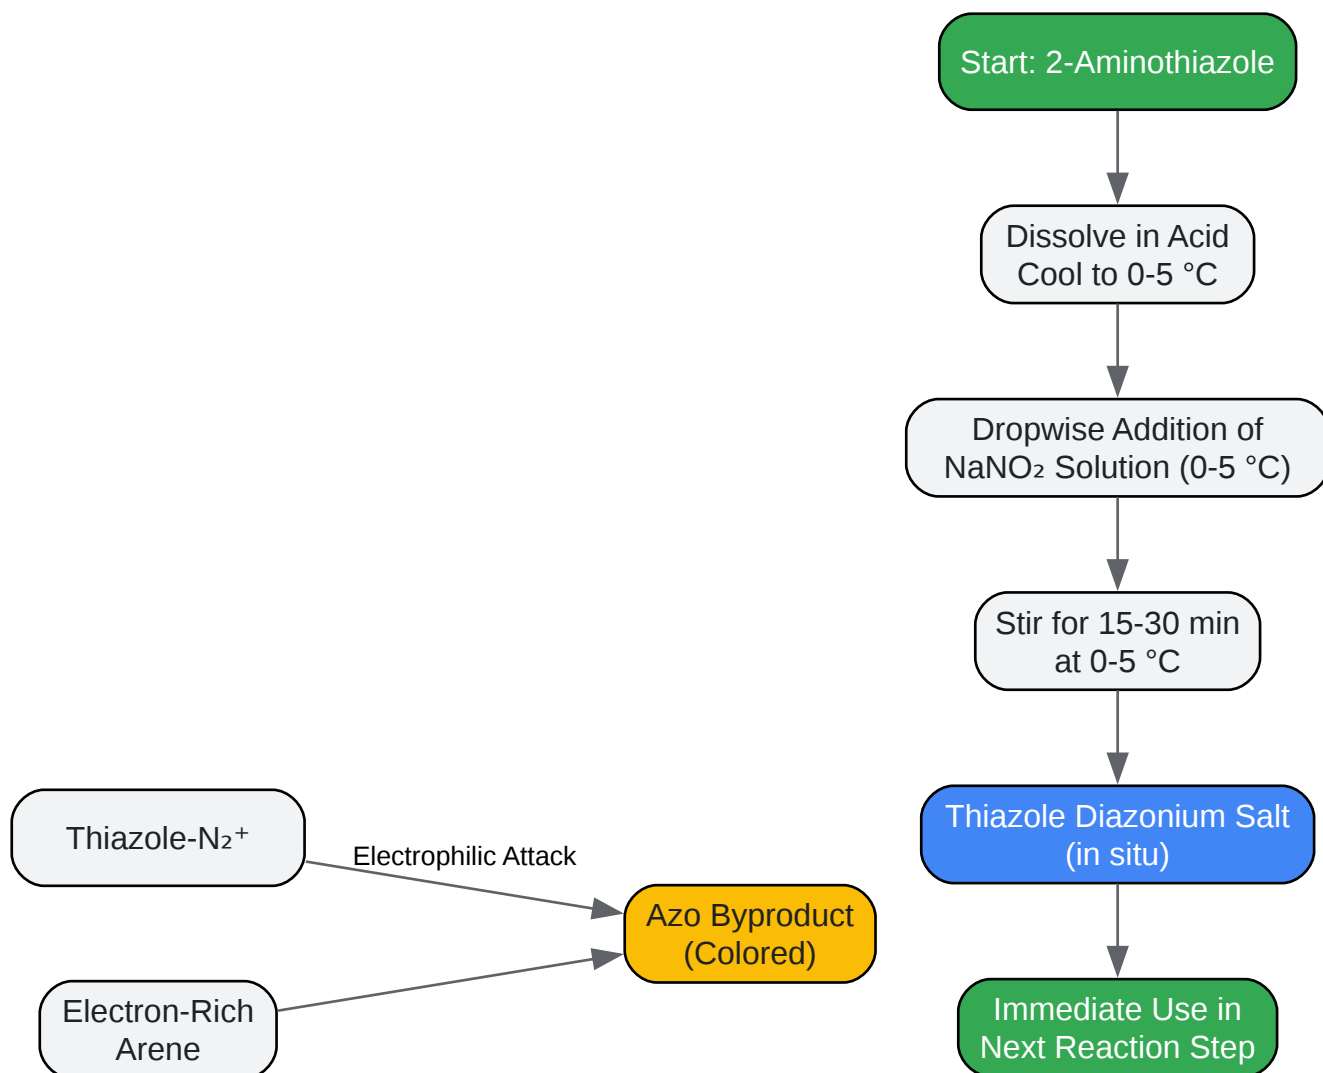 Start: 2-Aminothiazole
Dissolve in Acid
Cool to 0-5 °C
Dropwise Addition of
NaNO₂ Solution (0-5 °C)
Stir for 15-30 min
at 0-5 °C
Thiazole Diazonium Salt
(in situ)
Immediate Use in
Next Reaction Step
Thiazole-N₂⁺
Electrophilic Attack
Electron-Rich
Arene
Azo Byproduct
(Colored)